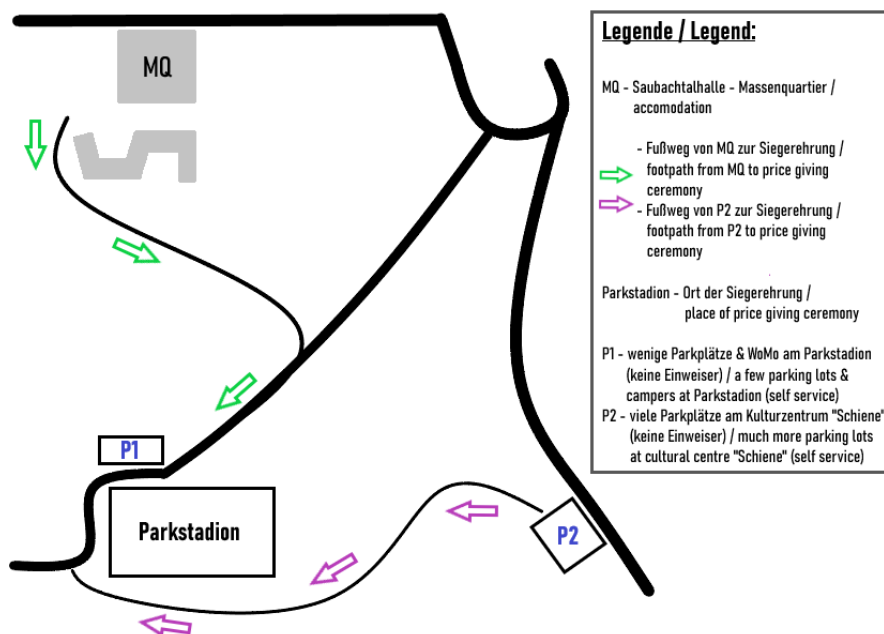 MQ
P1
Parkstadion
P2
Legende / Legend:
MQ - Saubachtalhalle - Massenquartier /
accomodation
- Fußweg von MQ zur Siegerehrung /
footpath from MQ to price giving
ceremony
- Fußweg von P2 zur Siegerehrung /
footpath from P2 to price giving
ceremony
Parkstadion - Ort der Siegerehrung /
place of price giving ceremony
P1 - wenige Parkplätze & WoMo am Parkstadion
(keine Einweiser) / a few parking lots &
campers at Parkstadion (self service)
P2 - viele Parkplätze am Kulturzentrum "Schiene"
(keine Einweiser) / much more parking lots
at cultural centre "Schiene" (self service)